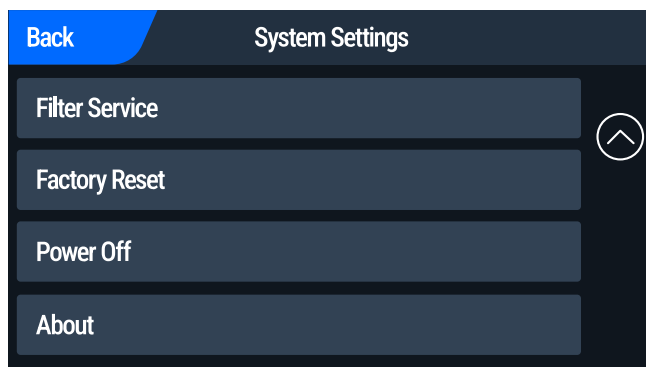 Back
System Settings
Filter Service
Factory Reset
Power Off
About